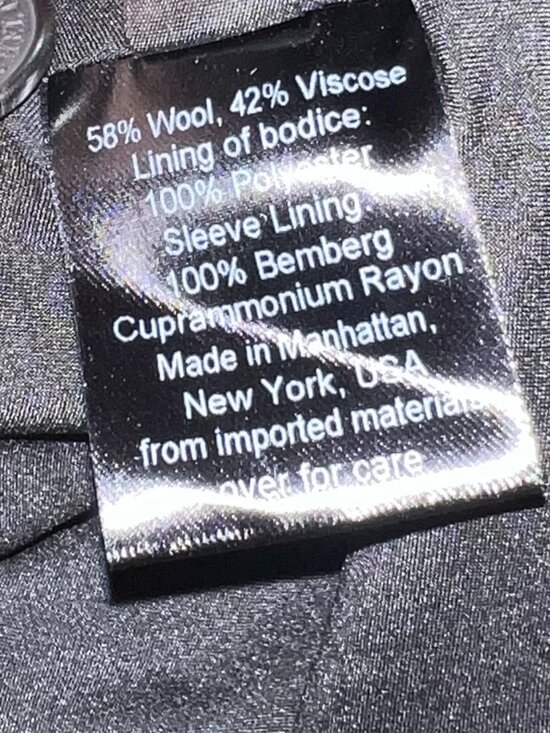 58% Wool, 42% Viscose
Lining of bodice:
100% Polyester
Sleeve Lining:
100% Bemberg
Cuprammonium Rayon
Made in Manhattan,
New York, USA
from imported materials
over for care